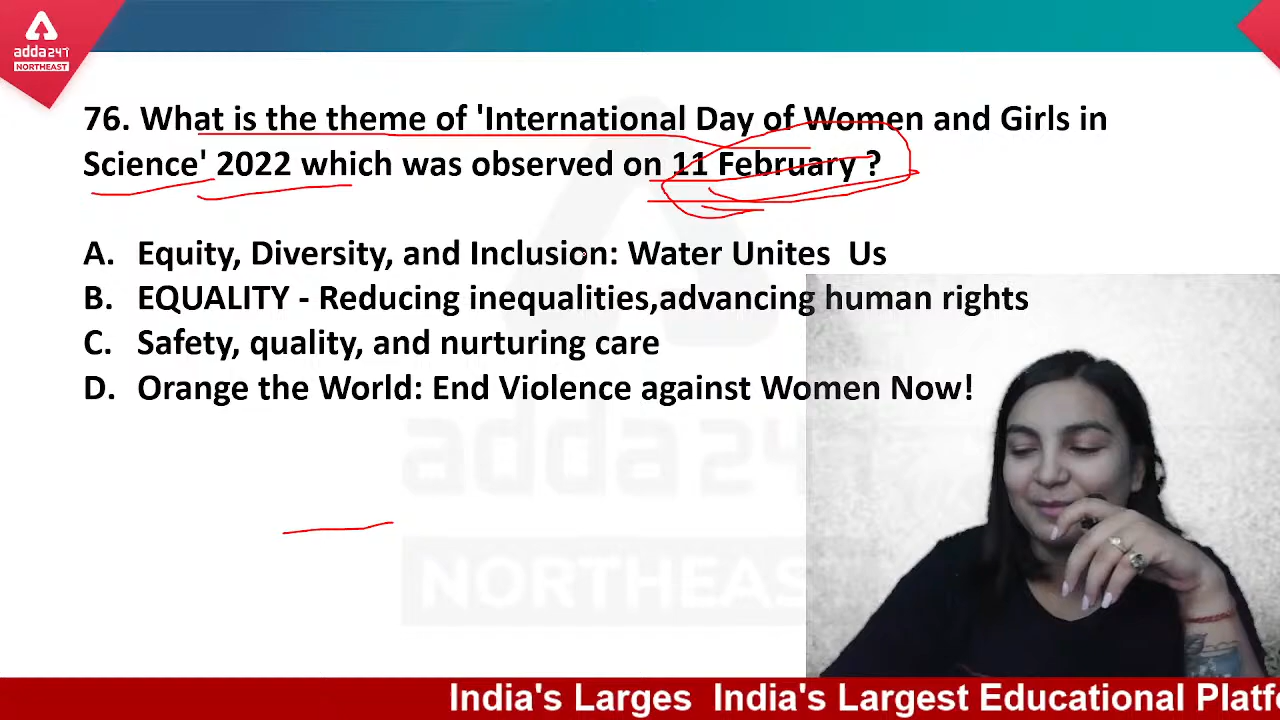 adda247
NORTHEAST
76. What is the theme of 'International Day of Women and Girls in
Science' 2022 which was observed on 11 February ?
A. Equity, Diversity, and Inclusion: Water Unites Us
B. EQUALITY - Reducing inequalities,advancing human rights
C. Safety, quality, and nurturing care
D. Orange the World: End Violence against Women Now!
adda247
NORTHEAST
India's Larges India's Largest Educational Platf